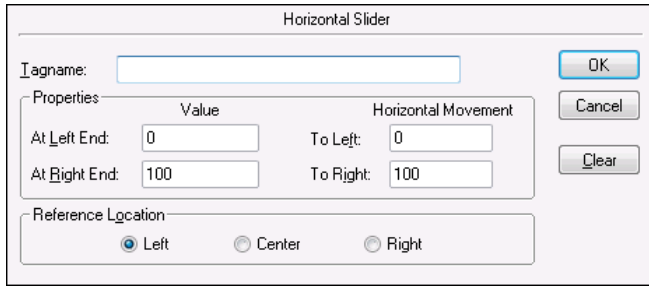 Horizontal Slider
Tagname: OK
Properties
Value Horizontal Movement Cancel
At Left End: 0 To Left: 0
Clear
At Right End: 100 To Right: 100
Reference Location
Left Center Right